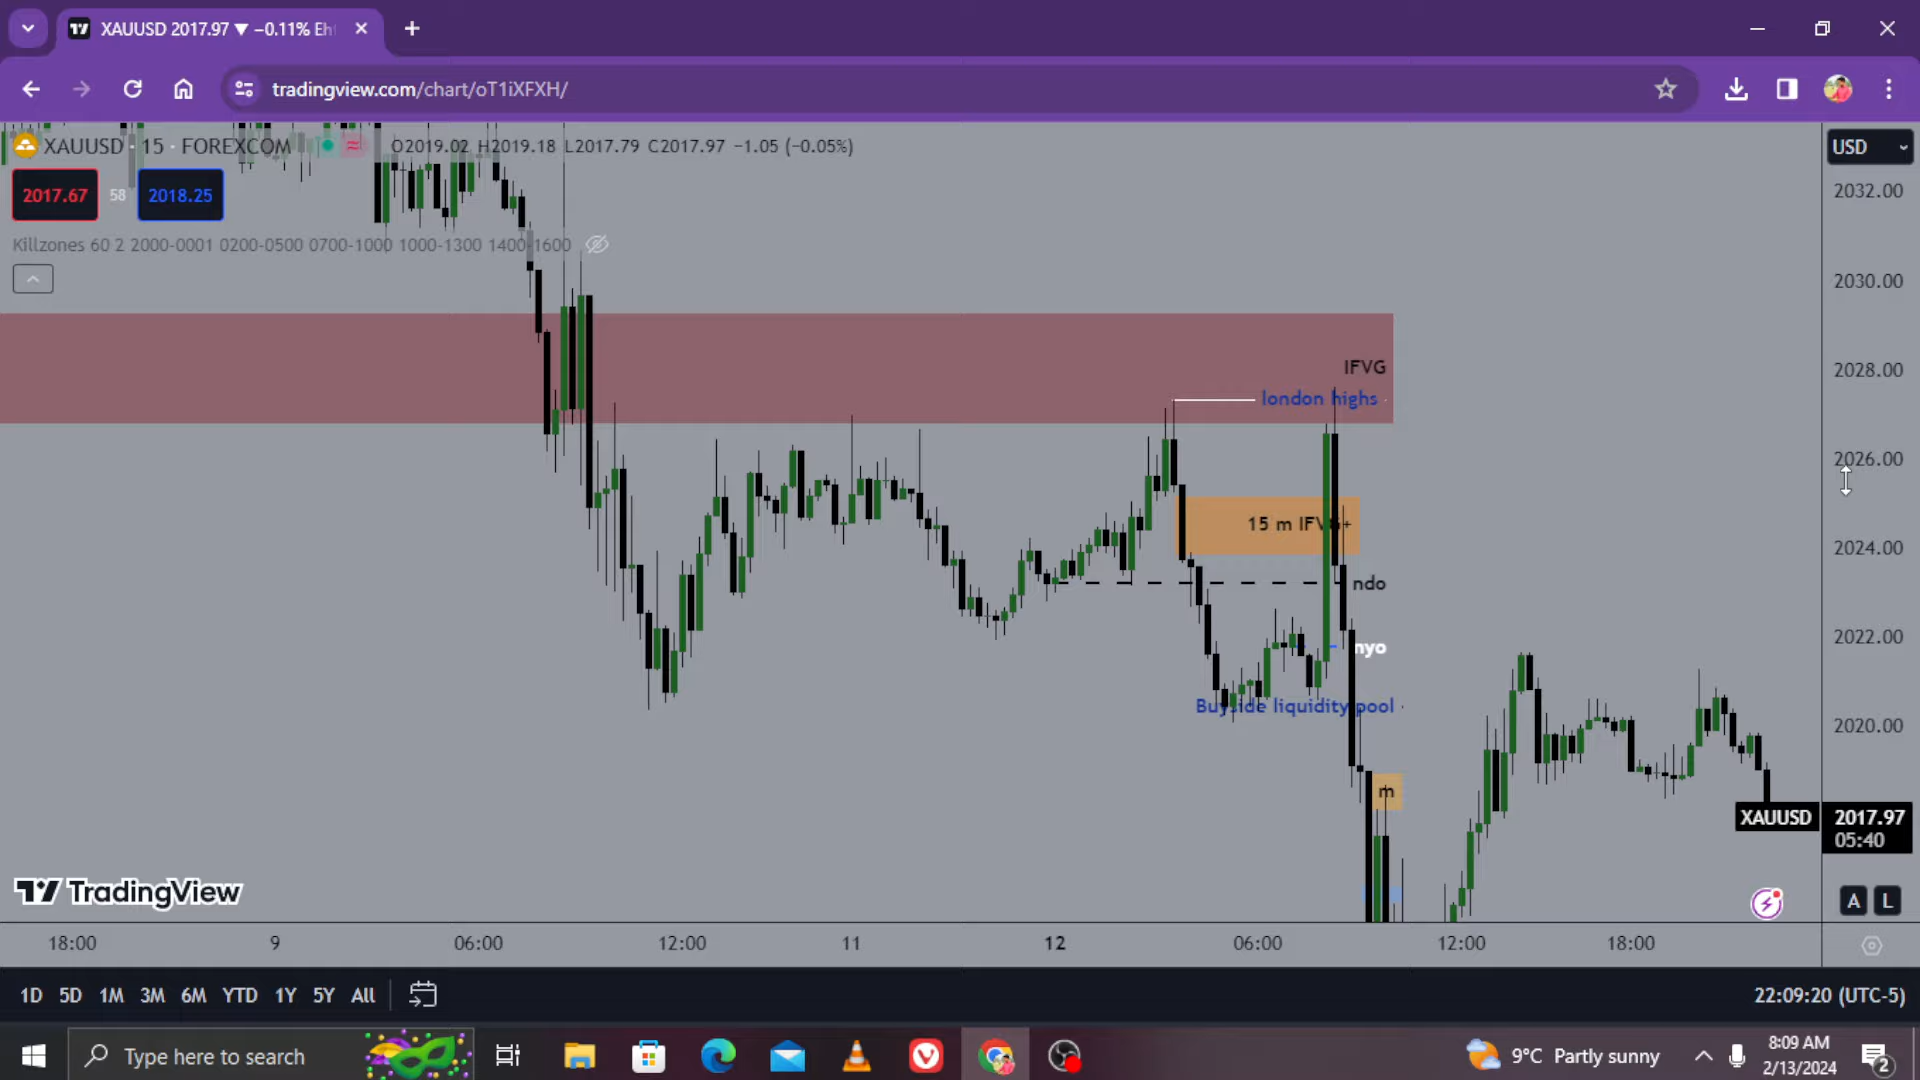 XAUUSD 2017.97 ▼ −0.11% Eh
tradingview.com/chart/oT1iXFXH/
XAUUSD · 15 · FOREXCOM O2019.02 H2019.18 L2017.79 C2017.97 −1.05 (−0.05%)
USD
2017.67 58 2018.25
Killzones 60 2 2000-0001 0200-0500 0700-1000 1000-1300 1400-1600
2032.00
2030.00
2028.00
2026.00
2024.00
2022.00
2020.00
IFVG
london highs
15 m IFVG+
ndo
nyo
Buyside liquidity pool
m
XAUUSD 2017.97
05:40
TradingView
A L
18:00 9 06:00 12:00 11 12 06:00 12:00 18:00
1D 5D 1M 3M 6M YTD 1Y 5Y All
22:09:20 (UTC-5)
Type here to search
9°C Partly sunny
8:09 AM
2/13/2024
2